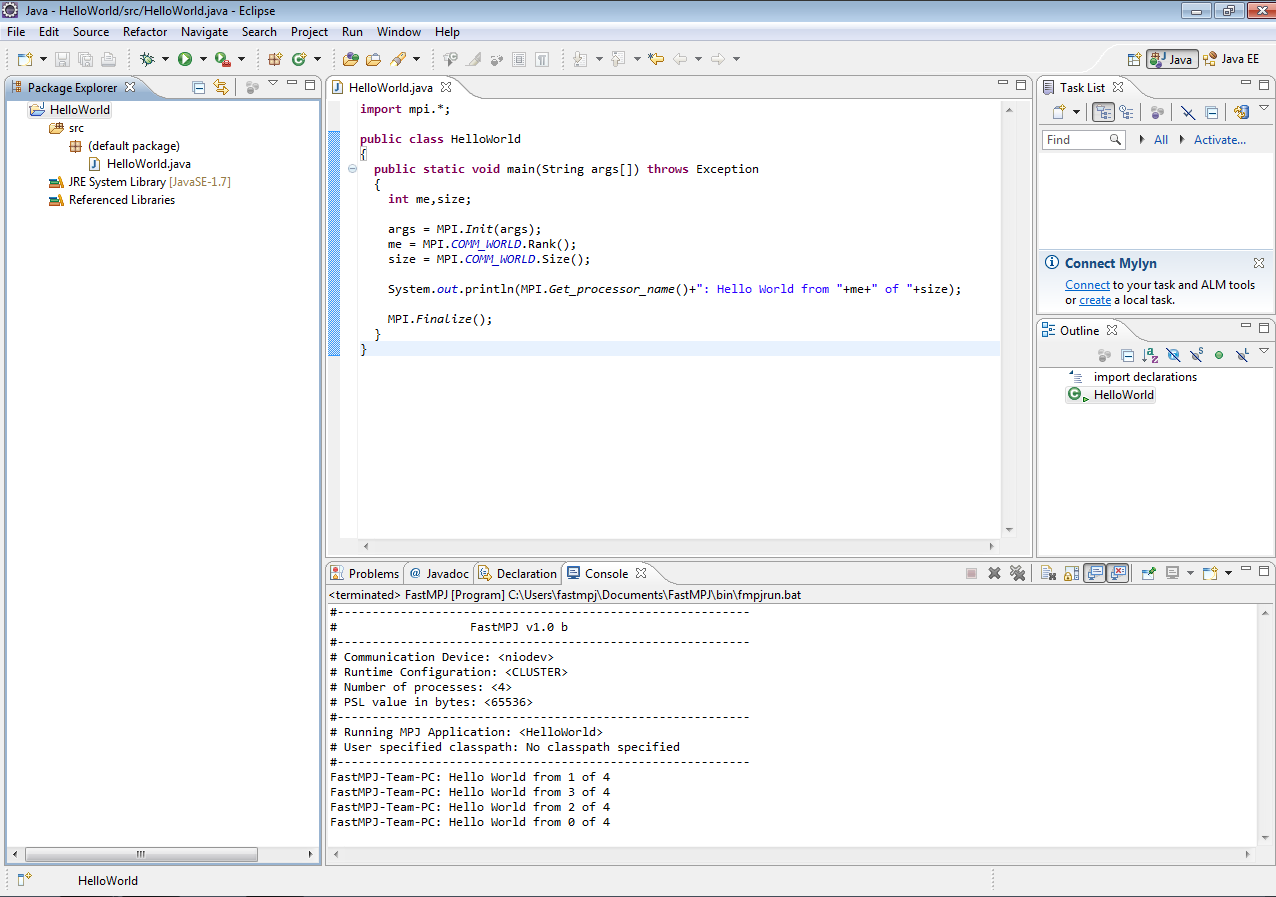 Java - HelloWorld/src/HelloWorld.java - Eclipse
File Edit Source Refactor Navigate Search Project Run Window Help
Java Java EE
Package Explorer
HelloWorld
src
(default package)
HelloWorld.java
JRE System Library [JavaSE-1.7]
Referenced Libraries
HelloWorld.java
import mpi.*;
public class HelloWorld
{
public static void main(String args[]) throws Exception
{
int me,size;
args = MPI.Init(args);
me = MPI.COMM_WORLD.Rank();
size = MPI.COMM_WORLD.Size();
System.out.println(MPI.Get_processor_name()+": Hello World from "+me+" of "+size);
MPI.Finalize();
}
}
Task List
Find All Activate...
Connect Mylyn
Connect to your task and ALM tools
or create a local task.
Outline
import declarations
HelloWorld
Problems @ Javadoc Declaration Console
<terminated> FastMPJ [Program] C:\Users\fastmpj\Documents\FastMPJ\bin\fmpjrun.bat
#-----------------------------------------------------------
# FastMPJ v1.0 b
#-----------------------------------------------------------
# Communication Device: <niodev>
# Runtime Configuration: <CLUSTER>
# Number of processes: <4>
# PSL value in bytes: <65536>
#-----------------------------------------------------------
# Running MPJ Application: <HelloWorld>
# User specified classpath: No classpath specified
#-----------------------------------------------------------
FastMPJ-Team-PC: Hello World from 1 of 4
FastMPJ-Team-PC: Hello World from 3 of 4
FastMPJ-Team-PC: Hello World from 2 of 4
FastMPJ-Team-PC: Hello World from 0 of 4
HelloWorld